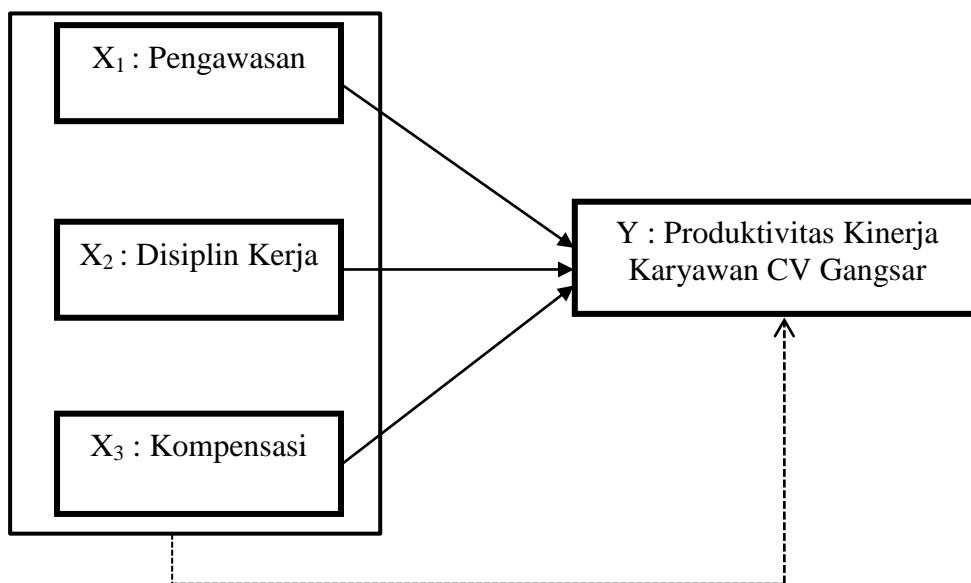 X₁ : Pengawasan
X₂ : Disiplin Kerja
X₃ : Kompensasi
Y : Produktivitas Kinerja
Karyawan CV Gangsar